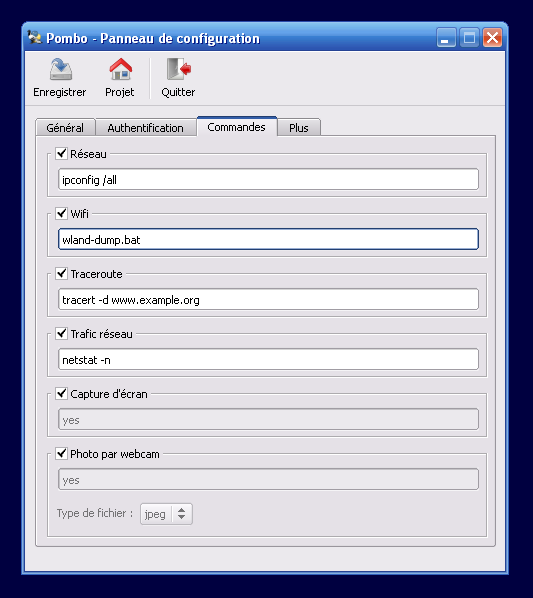 Pombo - Panneau de configuration
Enregistrer Projet Quitter
Général Authentification Commandes Plus
Réseau
ipconfig /all
Wifi
wland-dump.bat
Traceroute
tracert -d www.example.org
Trafic réseau
netstat -n
Capture d'écran
yes
Photo par webcam
yes
Type de fichier : jpeg